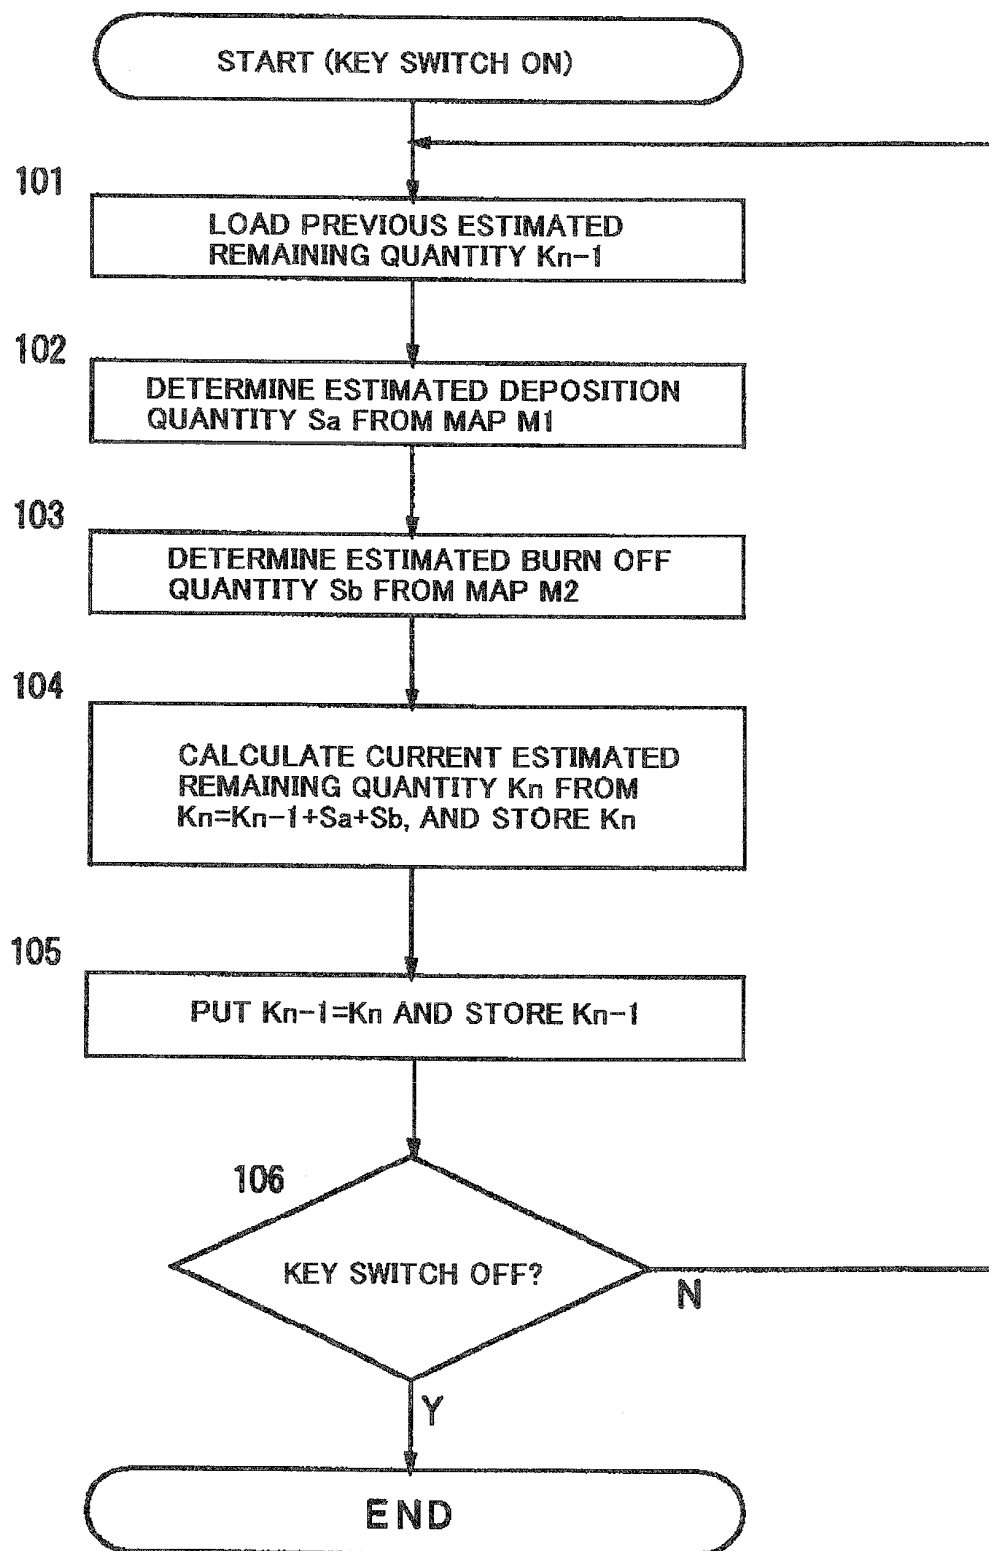 START (KEY SWITCH ON)
101
LOAD PREVIOUS ESTIMATED
REMAINING QUANTITY Kn-1
102
DETERMINE ESTIMATED DEPOSITION
QUANTITY Sa FROM MAP M1
103
DETERMINE ESTIMATED BURN OFF
QUANTITY Sb FROM MAP M2
104
CALCULATE CURRENT ESTIMATED
REMAINING QUANTITY Kn FROM
Kn=Kn-1+Sa+Sb, AND STORE Kn
105
PUT Kn-1=Kn AND STORE Kn-1
106
KEY SWITCH OFF?
N
Y
END